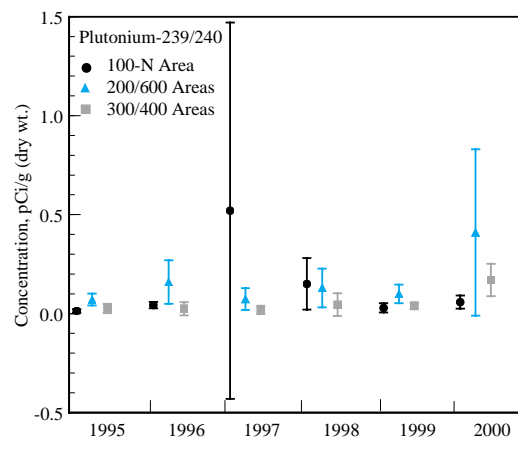 Plutonium-239/240
100-N Area
200/600 Areas
300/400 Areas
Concentration, pCi/g (dry wt.)
1.5
1.0
0.5
0.0
-0.5
1995 1996 1997 1998 1999 2000